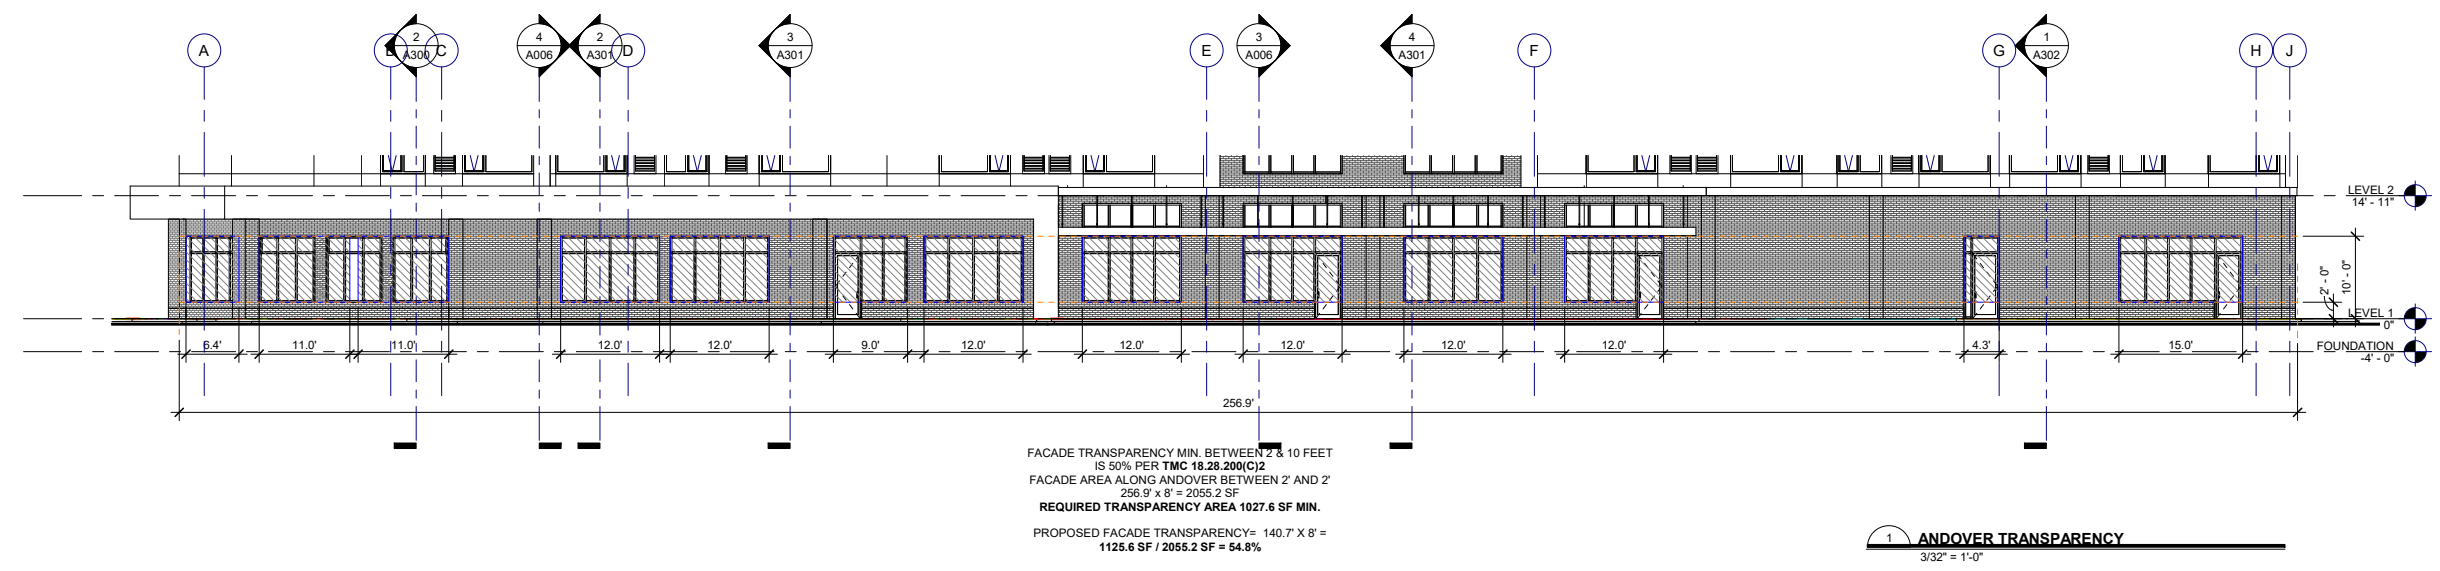 A
B
2
A300
C
4
A006
2
A301
D
3
A301
E
3
A006
4
A301
F
G
1
A302
H
J
LEVEL 2
14' - 11"
2' - 0"
10' - 0"
LEVEL 1
0"
FOUNDATION
-4' - 0"
6.4'
11.0'
11.0'
12.0'
12.0'
9.0'
12.0'
12.0'
12.0'
12.0'
12.0'
4.3'
15.0'
256.9'
FACADE TRANSPARENCY MIN. BETWEEN 2 & 10 FEET
IS 50% PER TMC 18.28.200(C)2
FACADE AREA ALONG ANDOVER BETWEEN 2' AND 2'
256.9' x 8' = 2055.2 SF
REQUIRED TRANSPARENCY AREA 1027.6 SF MIN.
PROPOSED FACADE TRANSPARENCY= 140.7' X 8' =
1125.6 SF / 2055.2 SF = 54.8%
1
ANDOVER TRANSPARENCY
3/32" = 1'-0"